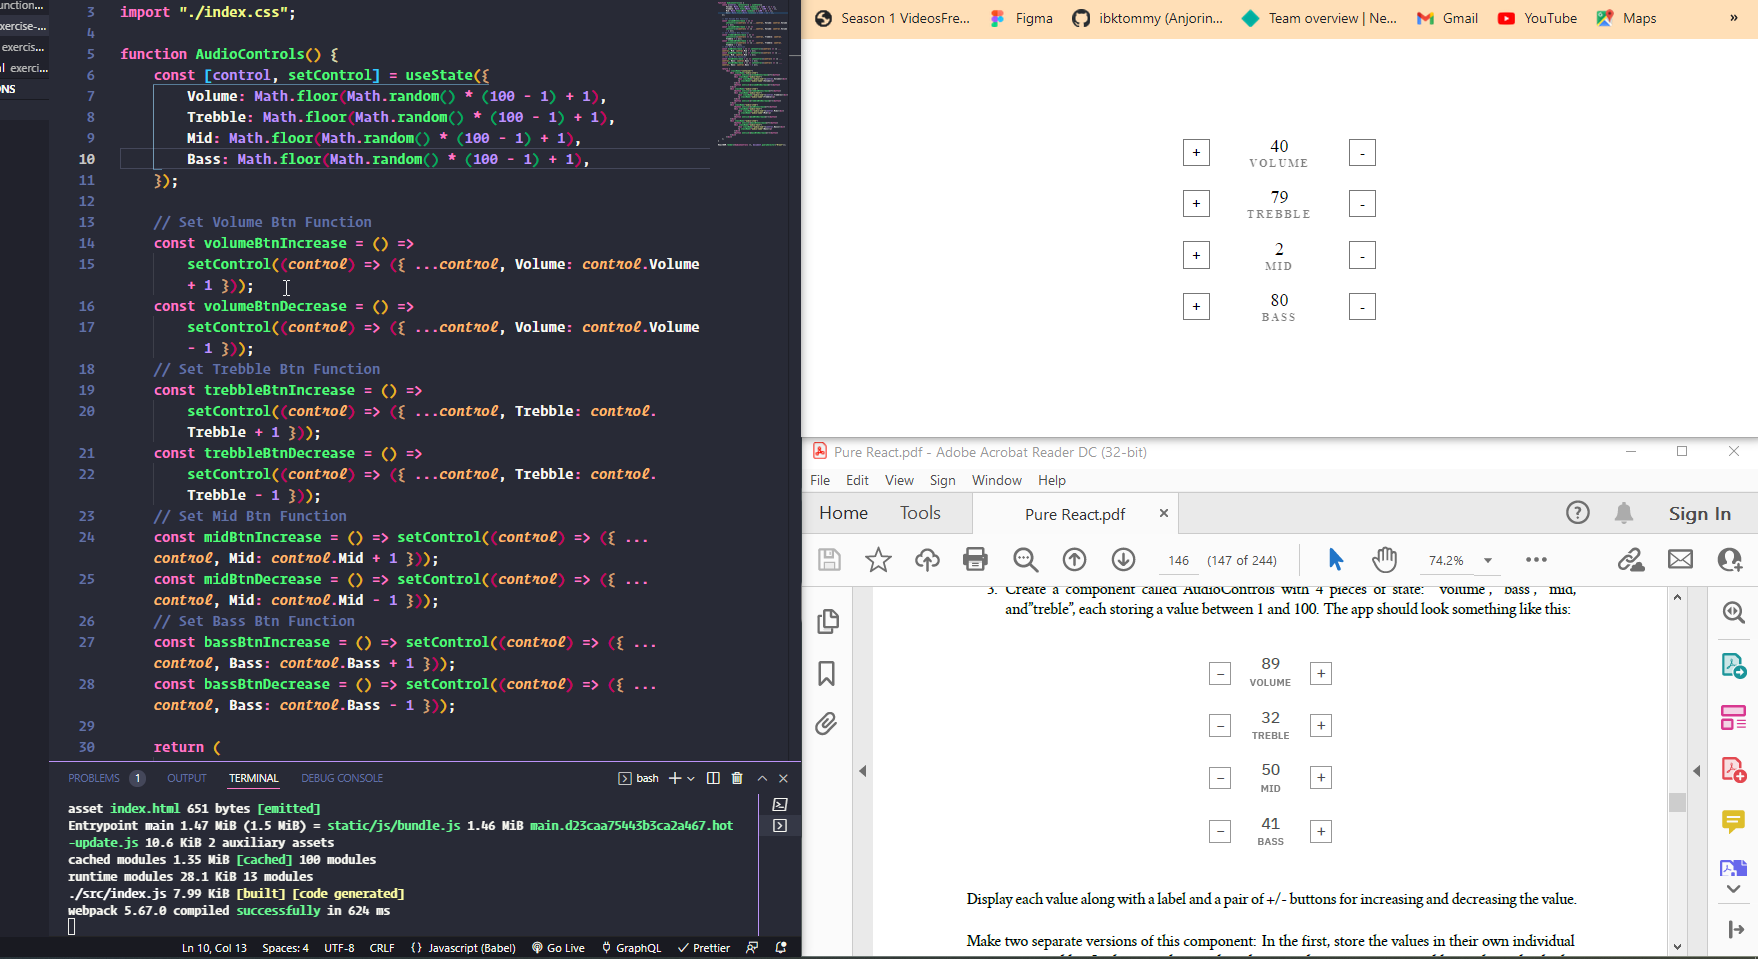 unction...
exercise-...
exercis...
l exerci...
ONS
3 import "./index.css";
4
5 function AudioControls() {
6 const [control, setControl] = useState({
7 Volume: Math.floor(Math.random() * (100 - 1) + 1),
8 Trebble: Math.floor(Math.random() * (100 - 1) + 1),
9 Mid: Math.floor(Math.random() * (100 - 1) + 1),
10 Bass: Math.floor(Math.random() * (100 - 1) + 1),
11 });
12
13 // Set Volume Btn Function
14 const volumeBtnIncrease = () =>
15 setControl((control) => ({ ...control, Volume: control.Volume
+ 1 }));
16 const volumeBtnDecrease = () =>
17 setControl((control) => ({ ...control, Volume: control.Volume
- 1 }));
18 // Set Trebble Btn Function
19 const trebbleBtnIncrease = () =>
20 setControl((control) => ({ ...control, Trebble: control.
Trebble + 1 }));
21 const trebbleBtnDecrease = () =>
22 setControl((control) => ({ ...control, Trebble: control.
Trebble - 1 }));
23 // Set Mid Btn Function
24 const midBtnIncrease = () => setControl((control) => ({ ...
control, Mid: control.Mid + 1 }));
25 const midBtnDecrease = () => setControl((control) => ({ ...
control, Mid: control.Mid - 1 }));
26 // Set Bass Btn Function
27 const bassBtnIncrease = () => setControl((control) => ({ ...
control, Bass: control.Bass + 1 }));
28 const bassBtnDecrease = () => setControl((control) => ({ ...
control, Bass: control.Bass - 1 }));
29
30 return (
PROBLEMS 1 OUTPUT TERMINAL DEBUG CONSOLE bash
asset index.html 651 bytes [emitted]
Entrypoint main 1.47 MiB (1.5 MiB) = static/js/bundle.js 1.46 MiB main.d23caa75443b3ca2a467.hot
-update.js 10.6 KiB 2 auxiliary assets
cached modules 1.35 MiB [cached] 100 modules
runtime modules 28.1 KiB 13 modules
./src/index.js 7.99 KiB [built] [code generated]
webpack 5.67.0 compiled successfully in 624 ms
Ln 10, Col 13 Spaces: 4 UTF-8 CRLF {} Javascript (Babel) Go Live GraphQL Prettier
Season 1 VideosFre... Figma ibktommy (Anjorin... Team overview | Ne... Gmail YouTube Maps »
+ 40 -
VOLUME
+ 79 -
TREBBLE
+ 2 -
MID
+ 80 -
BASS
Pure React.pdf - Adobe Acrobat Reader DC (32-bit)
File Edit View Sign Window Help
Home Tools Pure React.pdf × Sign In
146 (147 of 244) 74.2%
3. Create a component called AudioControls with 4 pieces of state: "volume", "bass", "mid,
and"treble", each storing a value between 1 and 100. The app should look something like this:
− 89 +
VOLUME
− 32 +
TREBLE
− 50 +
MID
− 41 +
BASS
Display each value along with a label and a pair of +/- buttons for increasing and decreasing the value.
Make two separate versions of this component: In the first, store the values in their own individual